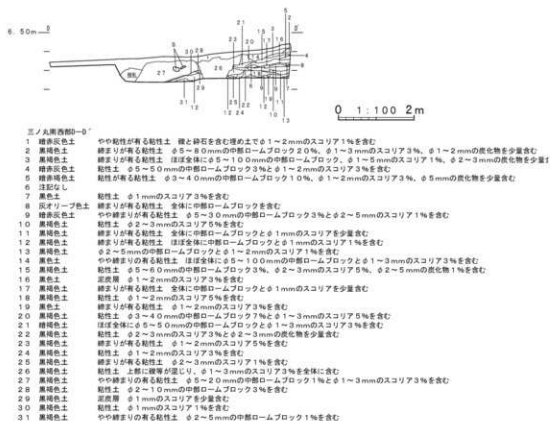 6.50m D D'
0 1:100 2m
三ノ丸南西部D－D´
1 暗赤灰色土 やや粘性が有る粘性土 礫と砕石を含む埋め土でφ1～2mmのスコリア1％を含む
2 黒褐色土 締まりが有る粘性土 φ5～80mmの中部ロームブロック20％、φ1～3mmのスコリア3％、φ1～2mmの炭化物を少量含む
3 黒褐色土 締まりが有る粘性土 ほぼ全体にφ5～100mmの中部ロームブロック、φ1～5mmのスコリア1％、φ2～3mmの炭化物を少量
4 暗赤灰色土 粘性土 φ5～50mmの中部ロームブロック3％とφ1～2mmのスコリア3％を含む
5 暗赤褐色土 粘性が有る粘性土 φ3～40mmの中部ロームブロック10％、φ1～2mmのスコリア3％、φ5mmの炭化物を少量含む
6 注記なし
7 黒色土 粘性土 φ1mmのスコリア3％を含む
8 灰オリーブ色土 締まりが有る粘性土 全体に中部ロームブロックを含む
9 暗赤灰色土 やや締まりが有る粘性土 φ5～30mmの中部ロームブロック3％とφ2～5mmのスコリア1％を含む
10 黒褐色土 粘性土 φ2～3mmのスコリア5％を含む
11 黒褐色土 締まりが有る粘性土 全体に中部ロームブロックとφ1mmのスコリアを少量含む
12 黒褐色土 締まりが有る粘性土 ほぼ全体に中部ロームブロックとφ1mmのスコリア1％を含む
13 黒褐色土 φ2～5mmの中部ロームブロックとφ1～2mmのスコリア1％を含む
14 黒色土 やや締まりの有る粘性土 ほぼ全体にφ5～100mmの中部ロームブロックとφ1～3mmのスコリア3％を含む
15 黒褐色土 粘性土 φ5～60mmの中部ロームブロック3％、φ2～3mmのスコリア5％、φ2～5mmの炭化物1％を含む
16 黒色土 泥炭層 φ1～2mmのスコリア3％を含む
17 黒褐色土 締まりが有る粘性土 全体に中部ロームブロックとφ1mmのスコリアを少量含む
18 黒褐色土 粘性土 φ1～2mmのスコリア5％を含む
19 黒色土 締まりが有る粘性土 φ1～2mmのスコリア3％を含む
20 黒褐色土 粘性土 φ3～40mmの中部ロームブロック7％とφ1～3mmのスコリア5％を含む
21 暗褐色土 ほぼ全体にφ5～50mmの中部ロームブロックとφ1～3mmのスコリア3％を含む
22 黒褐色土 粘性土 φ2～3mmのスコリア3％とφ2～3mmの炭化物を少量含む
23 黒褐色土 締まりが有る粘性土 φ1～2mmのスコリア5％を含む
24 黒褐色土 粘性土 φ1～2mmのスコリア3％を含む
25 黒褐色土 締まりが有る粘性土 φ2～3mmのスコリア1％を含む
26 黒褐色土 粘性土 上部に礫等が混じり、φ1～3mmのスコリア3％を全体に含む
27 黒褐色土 やや締まりの有る粘性土 φ5～20mmの中部ロームブロック1％とφ1～3mmのスコリア3％を含む
28 黒褐色土 粘性土 φ2～10mmの中部ロームブロック3％を含む
29 黒褐色土 泥炭層 φ1mmのスコリアを少量含む
30 黒褐色土 粘性土 φ1mmのスコリア1％を含む
31 黒褐色土 やや締まりの有る粘性土 φ2～5mmの中部ロームブロック1％を含む